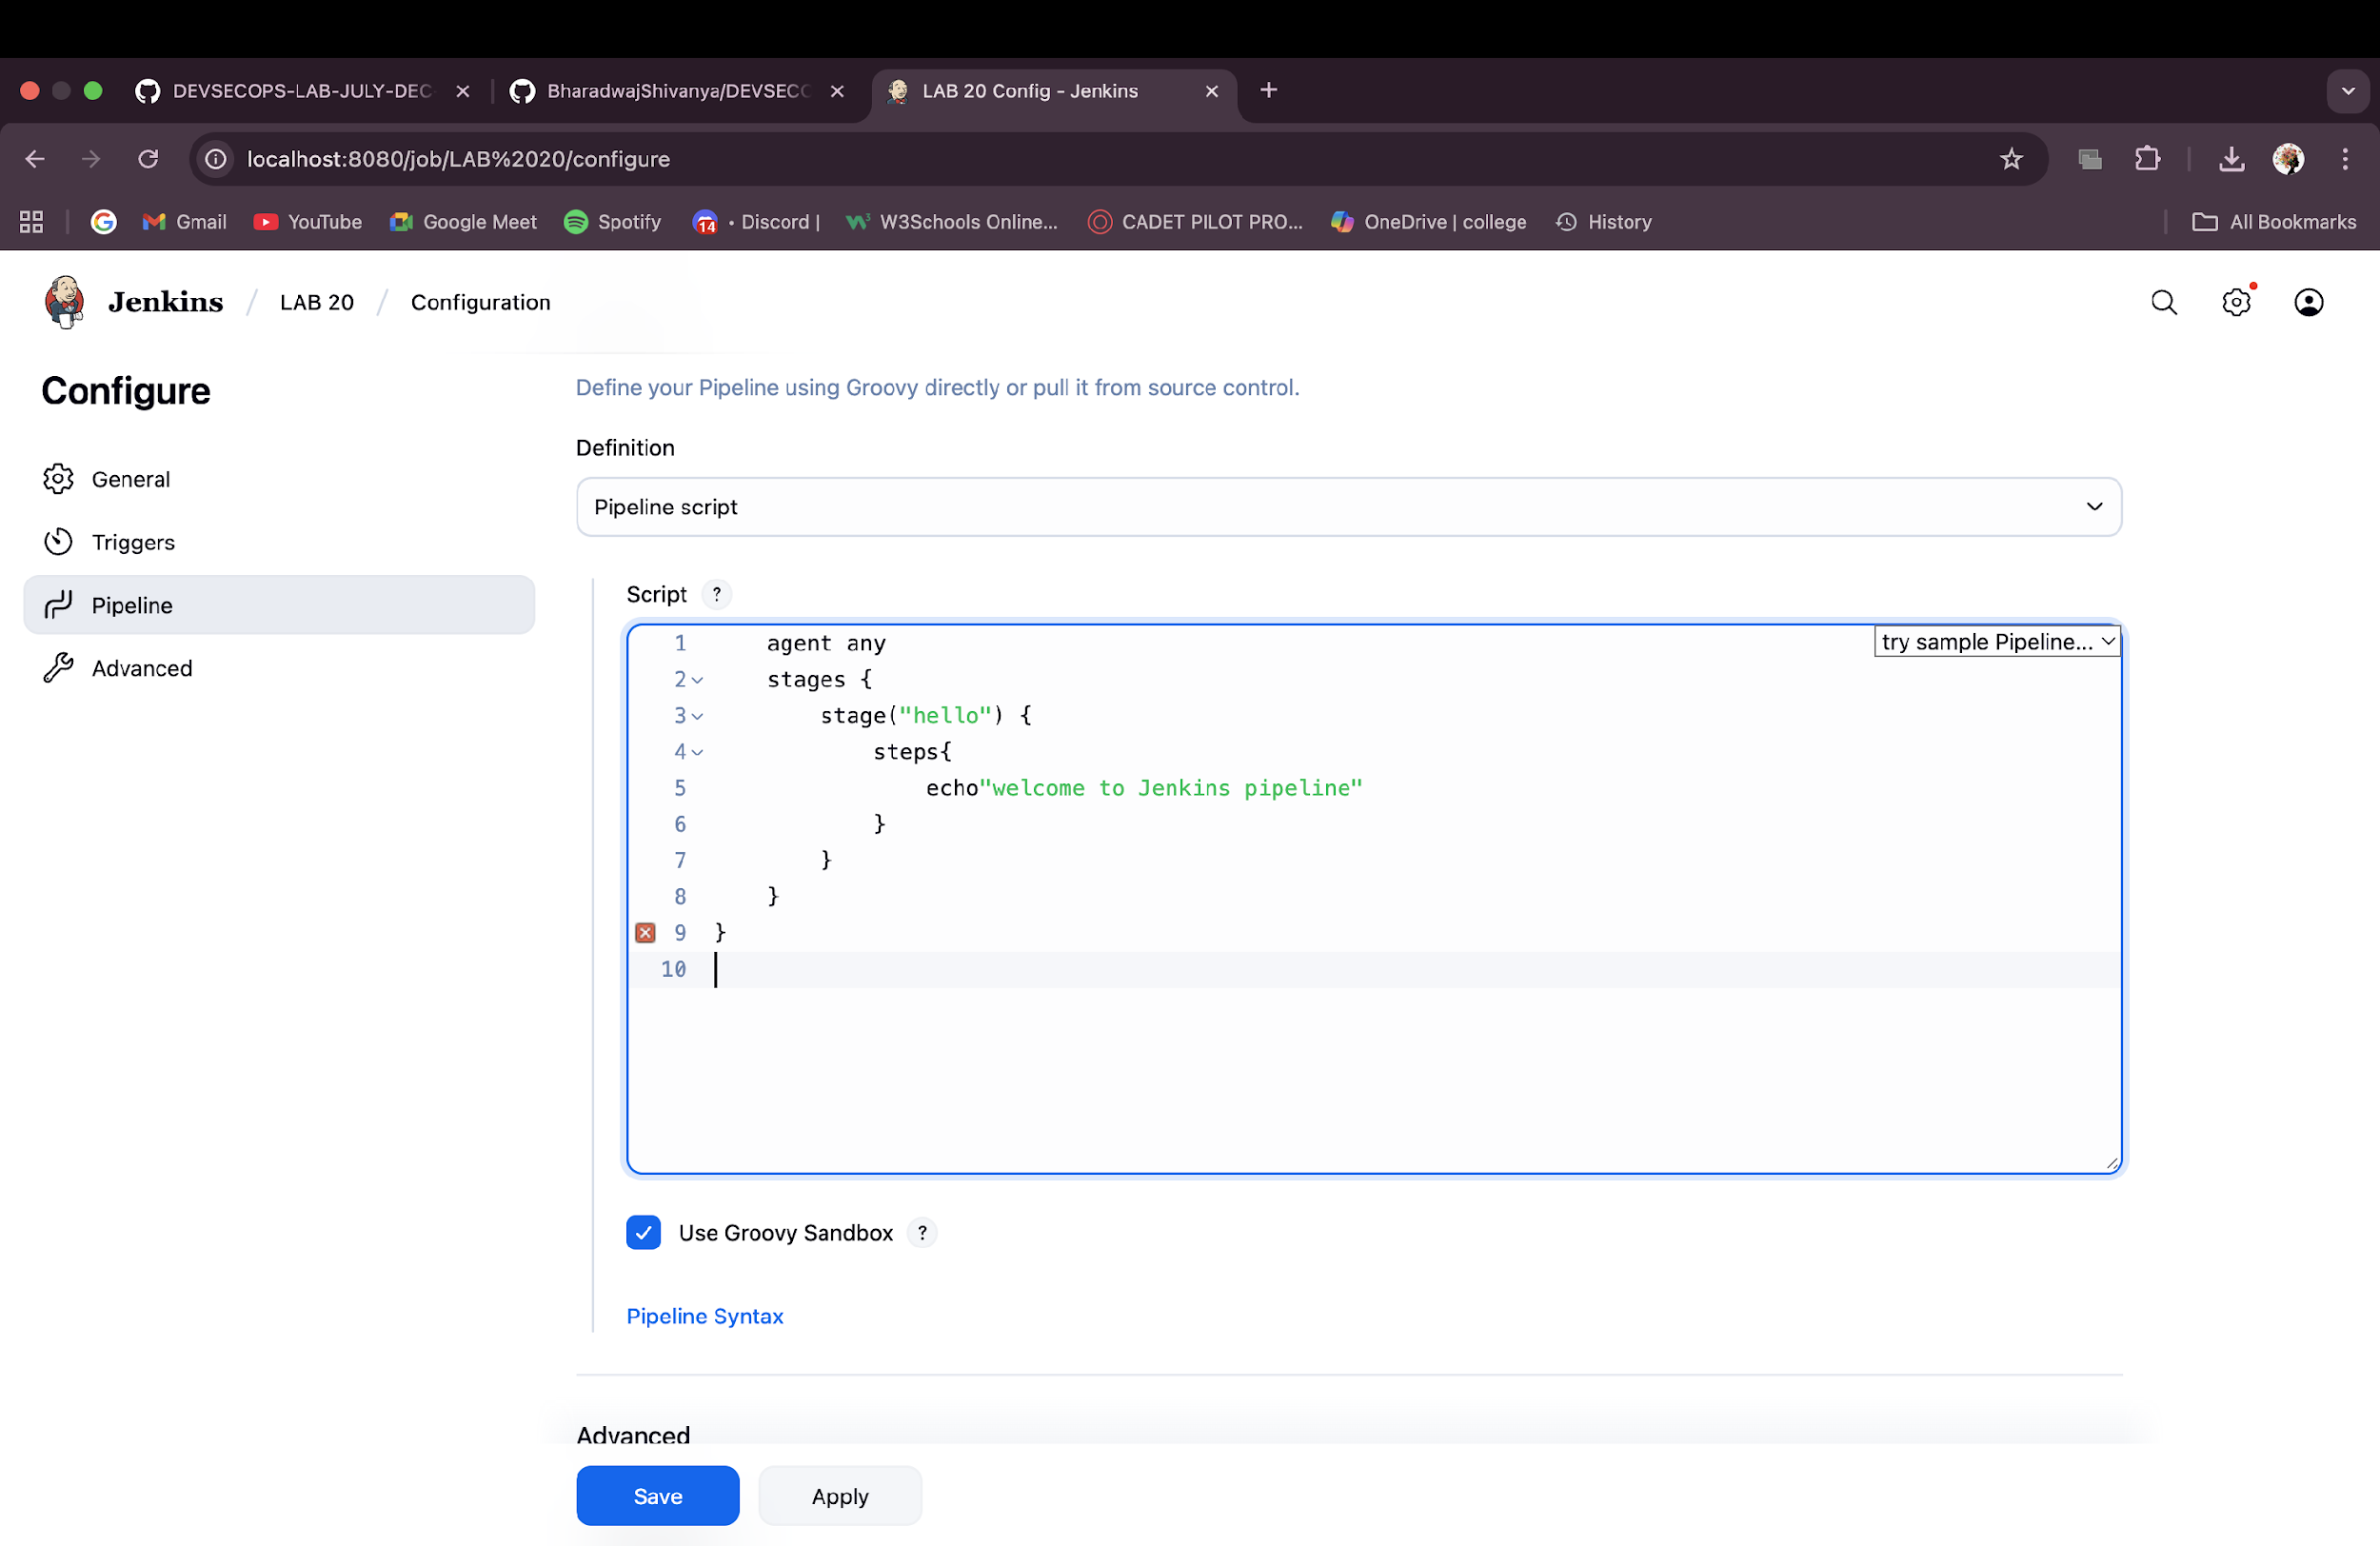 DEVSECOPS-LAB-JULY-DEC
BharadwajShivanya/DEVSECO
LAB 20 Config - Jenkins
localhost:8080/job/LAB%2020/configure
Gmail
YouTube
Google Meet
Spotify
14
• Discord |
W3Schools Online...
CADET PILOT PRO...
OneDrive | college
History
All Bookmarks
Jenkins / LAB 20 / Configuration
Configure
General
Triggers
Pipeline
Advanced
Define your Pipeline using Groovy directly or pull it from source control.
Definition
Pipeline script
Script ?
try sample Pipeline...
1 agent any
2 stages {
3 stage("hello") {
4 steps{
5 echo"welcome to Jenkins pipeline"
6 }
7 }
8 }
9 }
10
Use Groovy Sandbox ?
Pipeline Syntax
Advanced
Save
Apply